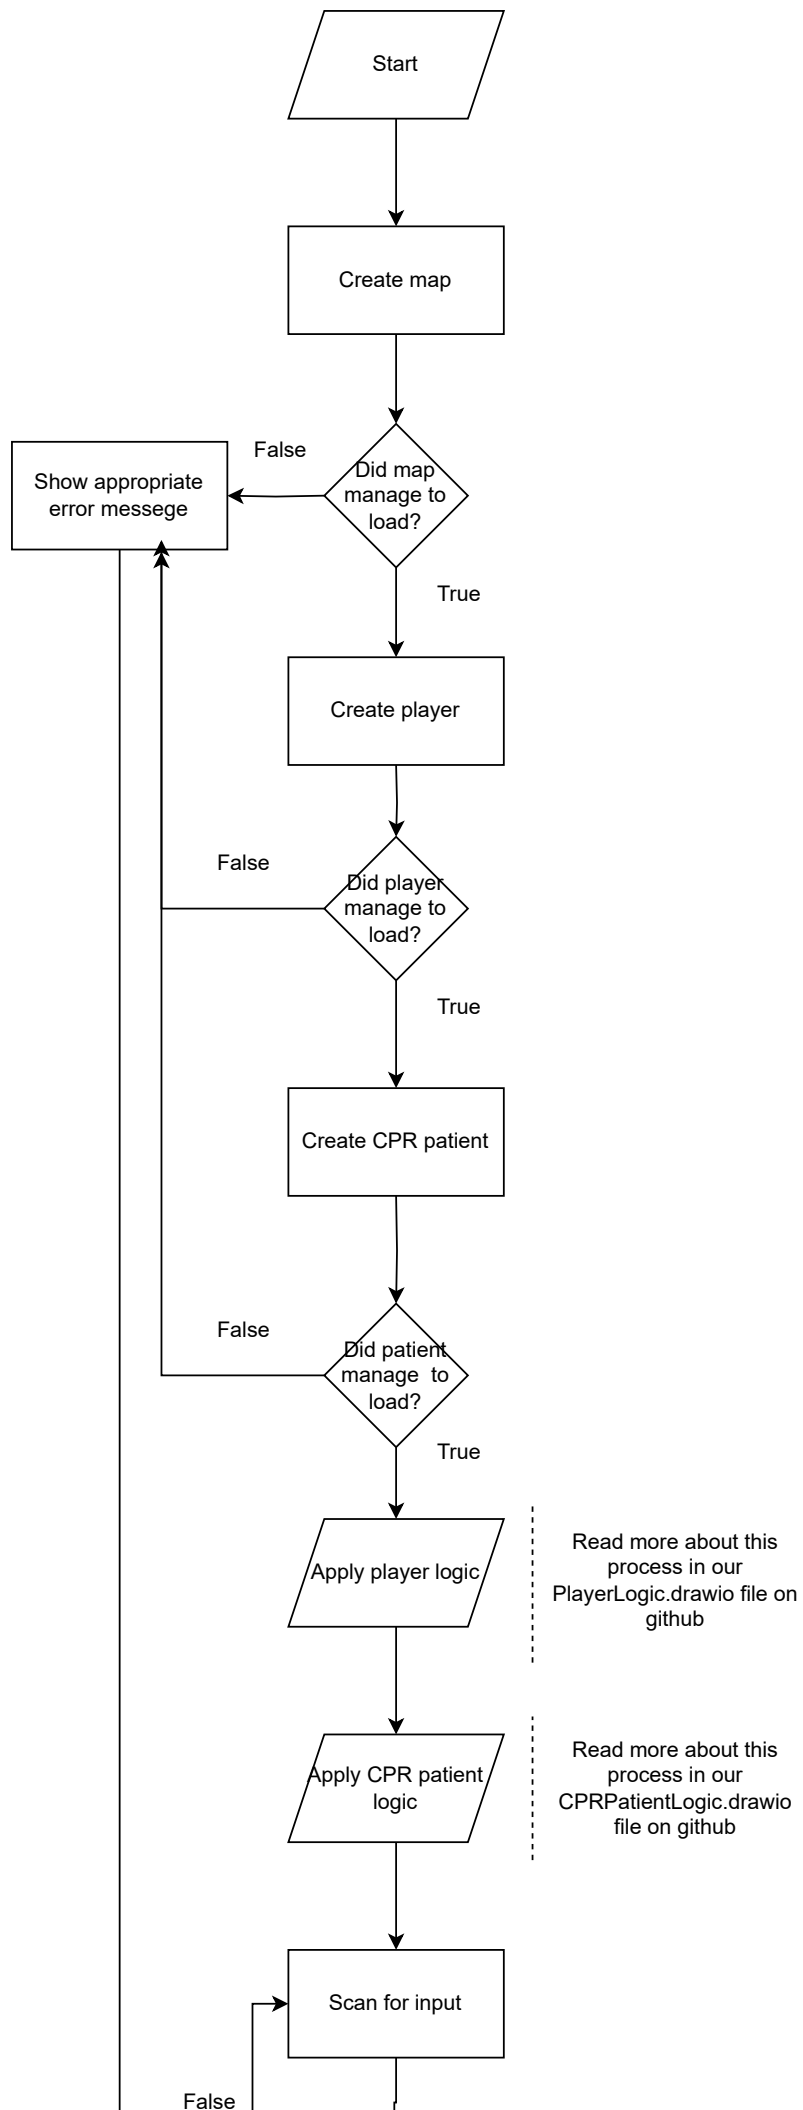 Start
Create map
False
Show appropriate
error messege
Did map
manage to
load?
True
Create player
False
Did player
manage to
load?
True
Create CPR patient
False
Did patient
manage  to
load?
True
Apply player logic
Read more about this
process in our
PlayerLogic.drawio file on
github
Apply CPR patient
logic
Read more about this
process in our
CPRPatientLogic.drawio
file on github
Scan for input
False